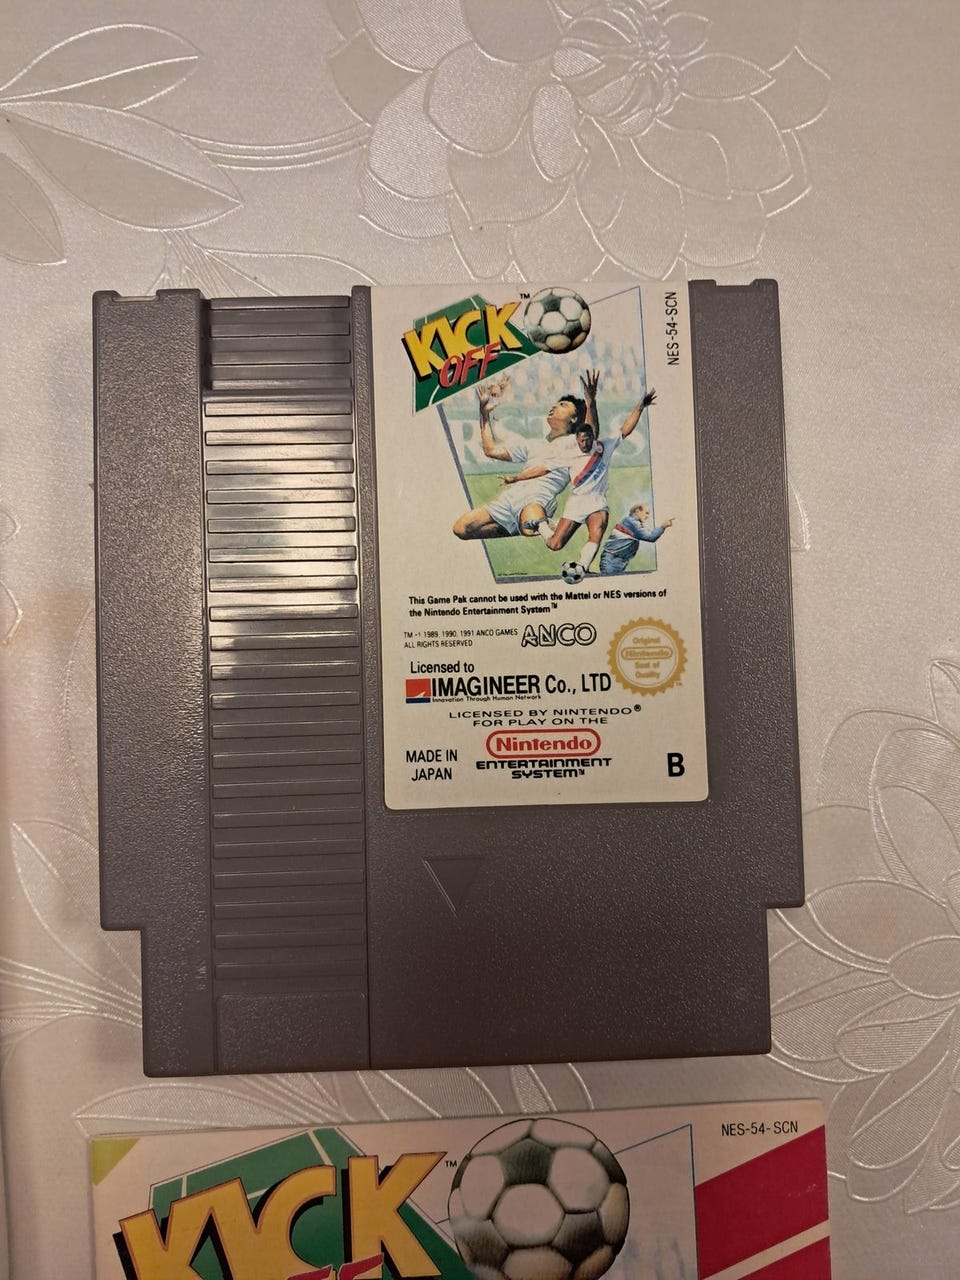 KICK
OFF
TM
NES-54-SCN
This Game Pak cannot be used with the Mattel or NES versions of
the Nintendo Entertainment System™
1989, 1990, 1991 ANCO GAMES
ALL RIGHTS RESERVED
ANCO
Original
Nintendo
Seal of
Quality
Licensed to
IMAGINEER Co., LTD
Innovation Through Human Network
LICENSED BY NINTENDO®
FOR PLAY ON THE
Nintendo
ENTERTAINMENT
SYSTEM™
MADE IN
JAPAN
B
NES-54-SCN
KICK
TM